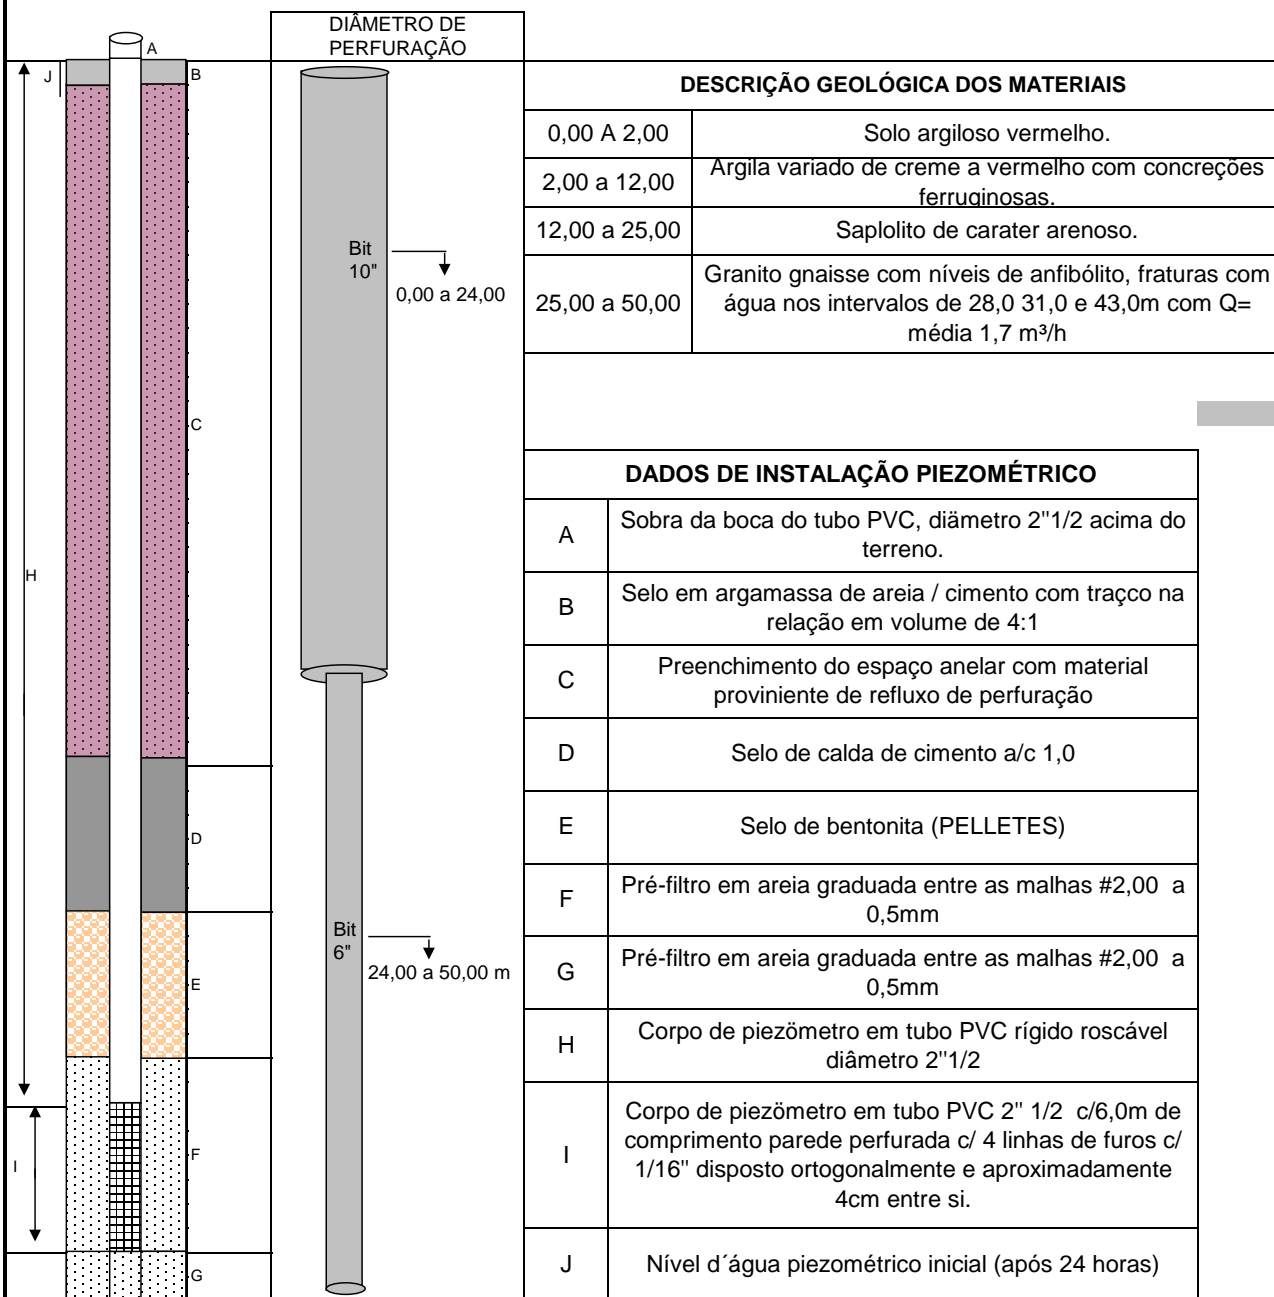 DIÂMETRO DE
PERFURAÇÃO
A
J
B
DESCRIÇÃO GEOLÓGICA DOS MATERIAIS
0,00 A 2,00
Solo argiloso vermelho.
2,00 a 12,00
Argila variado de creme a vermelho com concreções
ferruginosas.
12,00 a 25,00
Saplolito de carater arenoso.
25,00 a 50,00
Granito gnaisse com níveis de anfibólito, fraturas com
água nos intervalos de 28,0 31,0 e 43,0m com Q=
média 1,7 m³/h
Bit
10"
0,00 a 24,00
C
H
D
E
Bit
6"
24,00 a 50,00 m
F
I
G
DADOS DE INSTALAÇÃO PIEZOMÉTRICO
A
Sobra da boca do tubo PVC, diämetro 2"1/2 acima do
terreno.
B
Selo em argamassa de areia / cimento com traçco na
relação em volume de 4:1
C
Preenchimento do espaço anelar com material
proviniente de refluxo de perfuração
D
Selo de calda de cimento a/c 1,0
E
Selo de bentonita (PELLETES)
F
Pré-filtro em areia graduada entre as malhas #2,00 a
0,5mm
G
Pré-filtro em areia graduada entre as malhas #2,00 a
0,5mm
H
Corpo de piezömetro em tubo PVC rígido roscável
diâmetro 2"1/2
I
Corpo de piezömetro em tubo PVC 2" 1/2 c/6,0m de
comprimento parede perfurada c/ 4 linhas de furos c/
1/16" disposto ortogonalmente e aproximadamente
4cm entre si.
J
Nível d´água piezométrico inicial (após 24 horas)